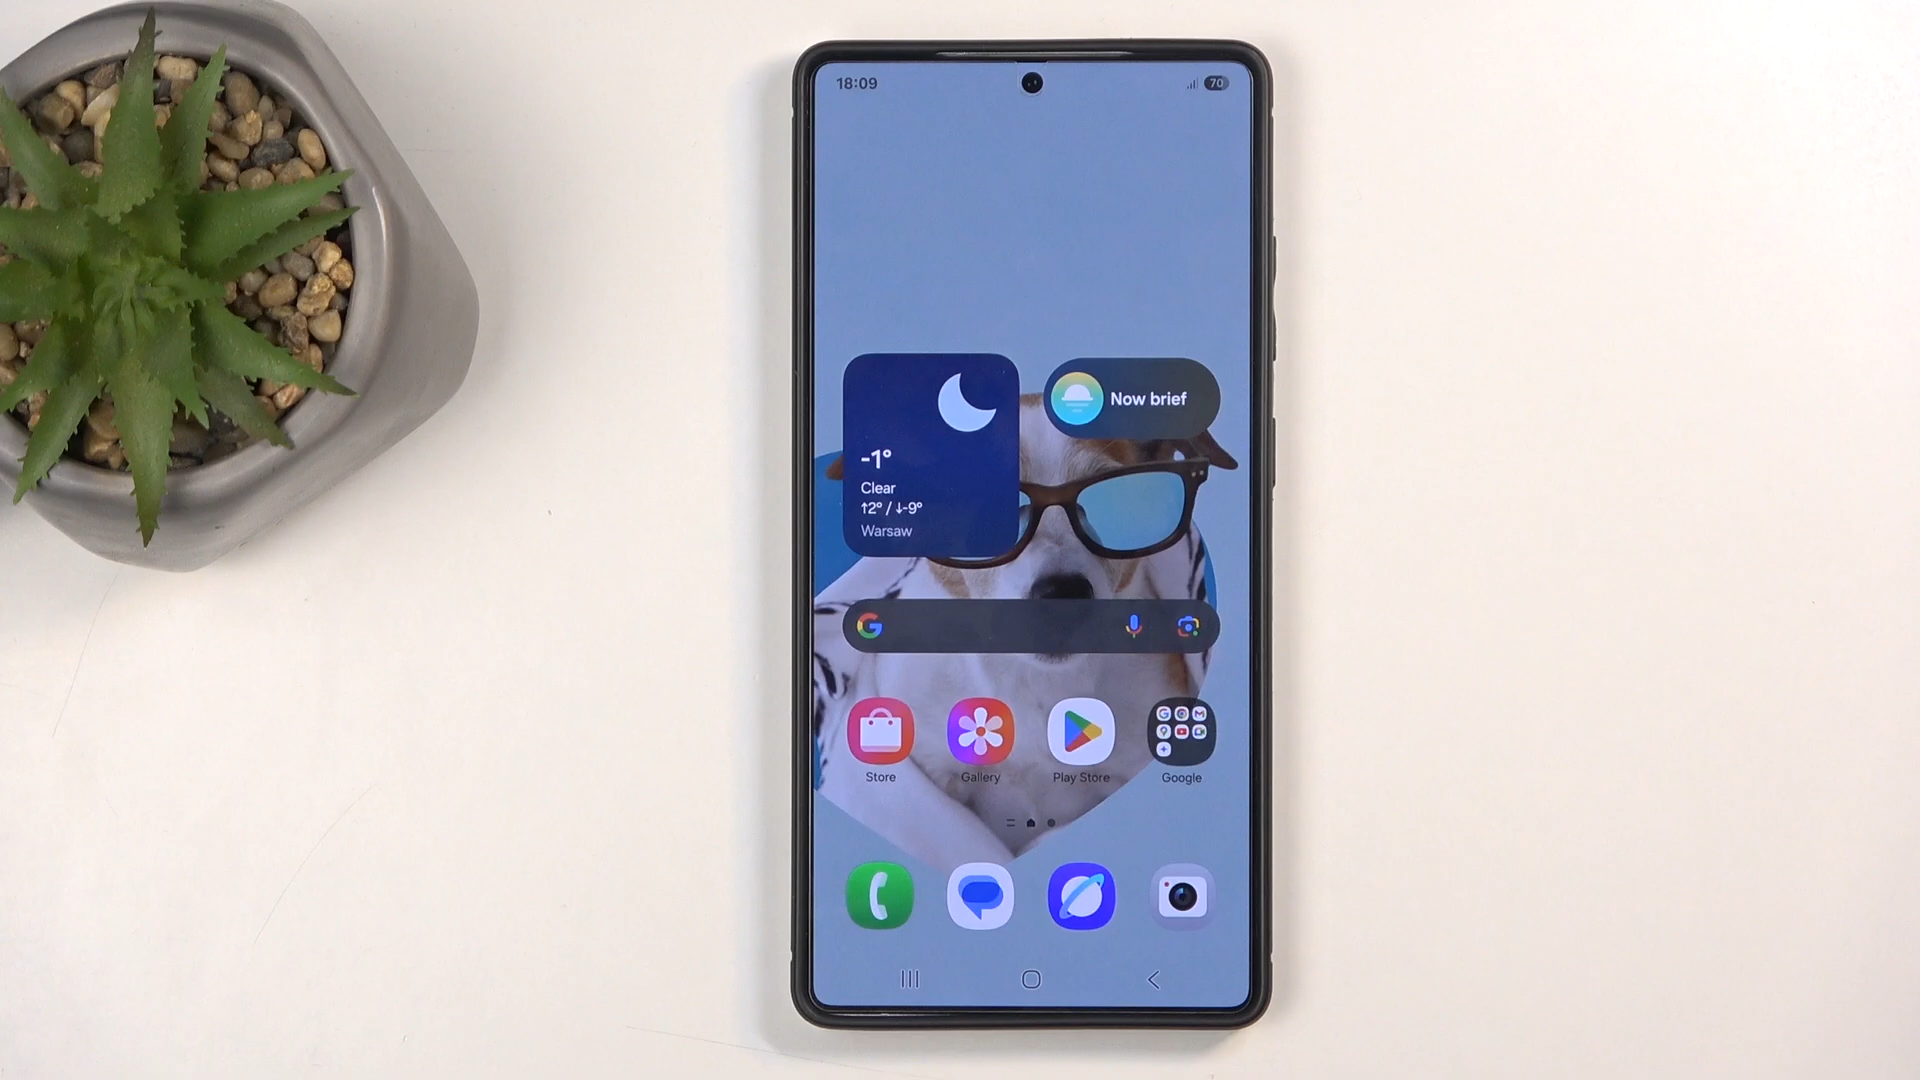 18:09
70
Now brief
-1°
Clear
↑2° / ↓-9°
Warsaw
Store
Gallery
Play Store
Google